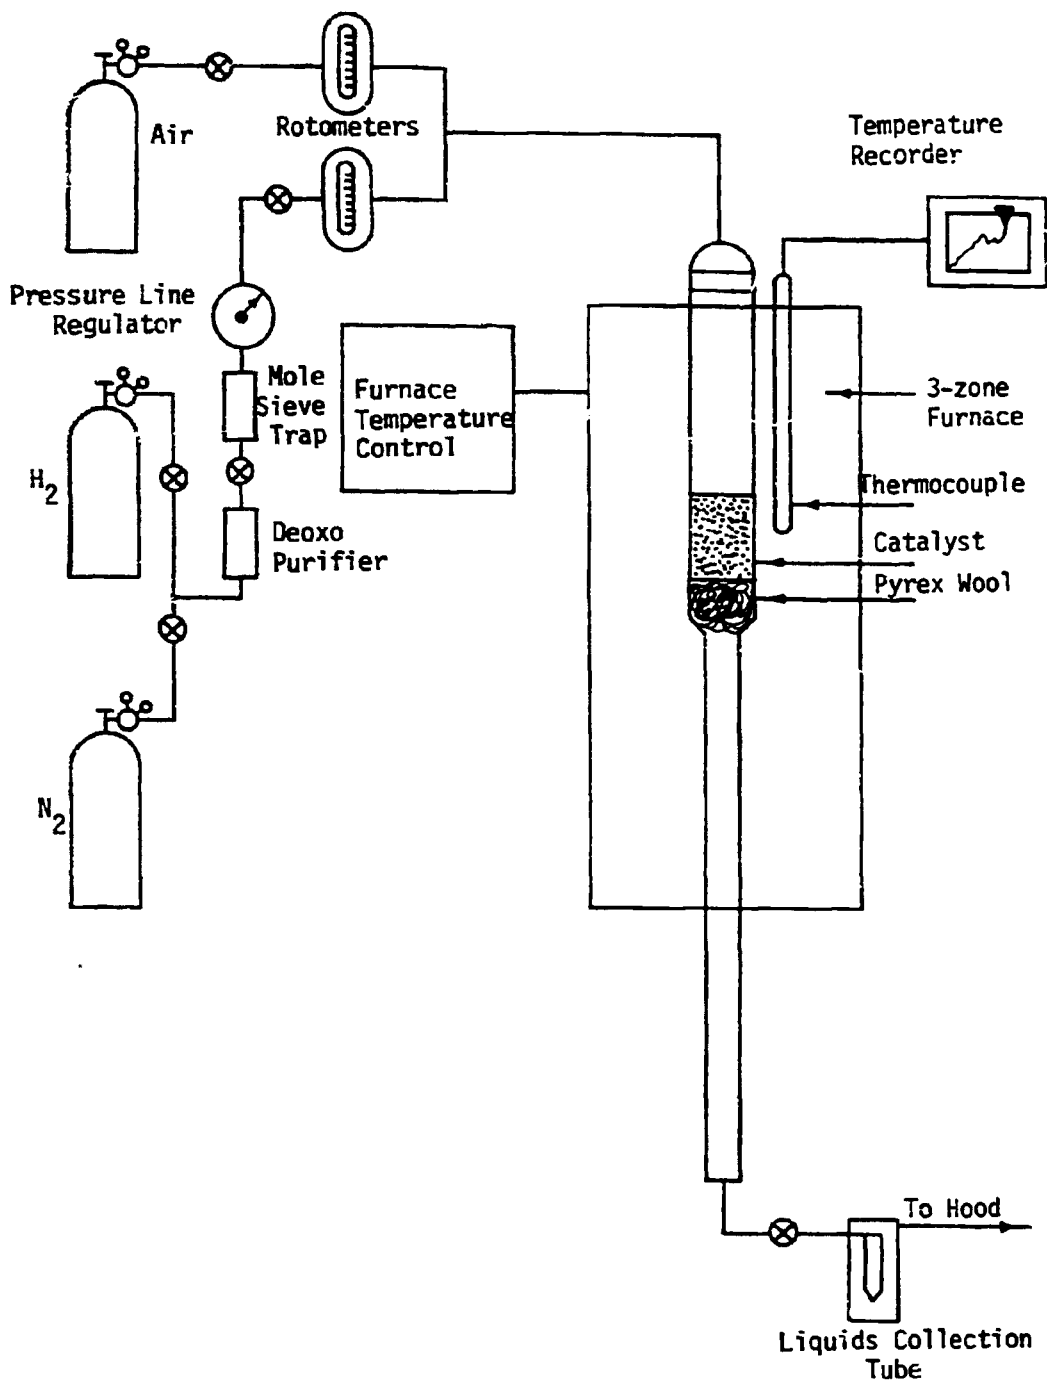 Air
Rotometers
Temperature
Recorder
Pressure Line
Regulator
Mole
Sieve
Trap
Furnace
Temperature
Control
3-zone
Furnace
H2
Thermocouple
Deoxo
Purifier
Catalyst
Pyrex Wool
N2
To Hood
Liquids Collection
Tube